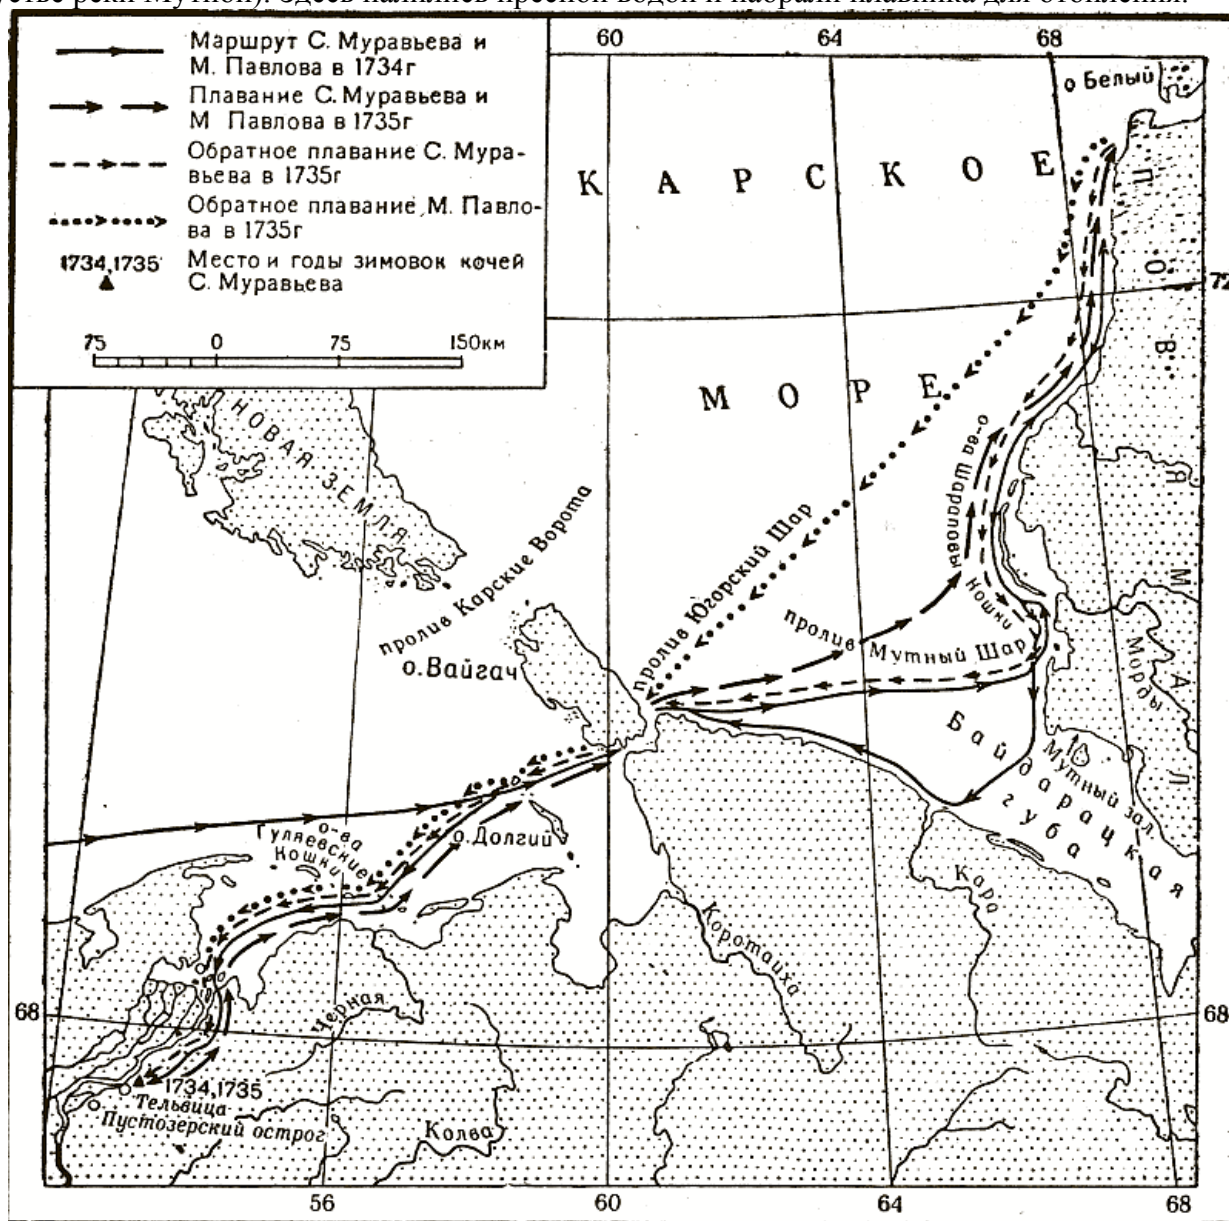 60
64
68
Маршрут С. Муравьева и
М. Павлова в 1734г
Плавание С. Муравьева и
М Павлова в 1735г
Обратное плавание С. Мура-
вьева в 1735г
Обратное плавание М. Павло-
ва в 1735г
1734,1735
Место и годы зимовок кочей
С. Муравьева
75 0 75 150км
о Белый
КАРСКОЕ
МОРЕ
П-ОВ
ЯМАЛ
72
НОВАЯ ЗЕМЛЯ
пролив Карские Ворота
о.Вайгач
пролив Югорский Шар
о-ва Шараповы
Кошки
пролив Мутный Шар
Морды
Байдарацкая
губа
Мутный зал.
о-ва
Гуляевские
Кошки
о.Долгий
Кара
Коротаиха
Черная
68
68
1734,1735
Тельвица
Пустозерский острог
Колва
56
60
64
68